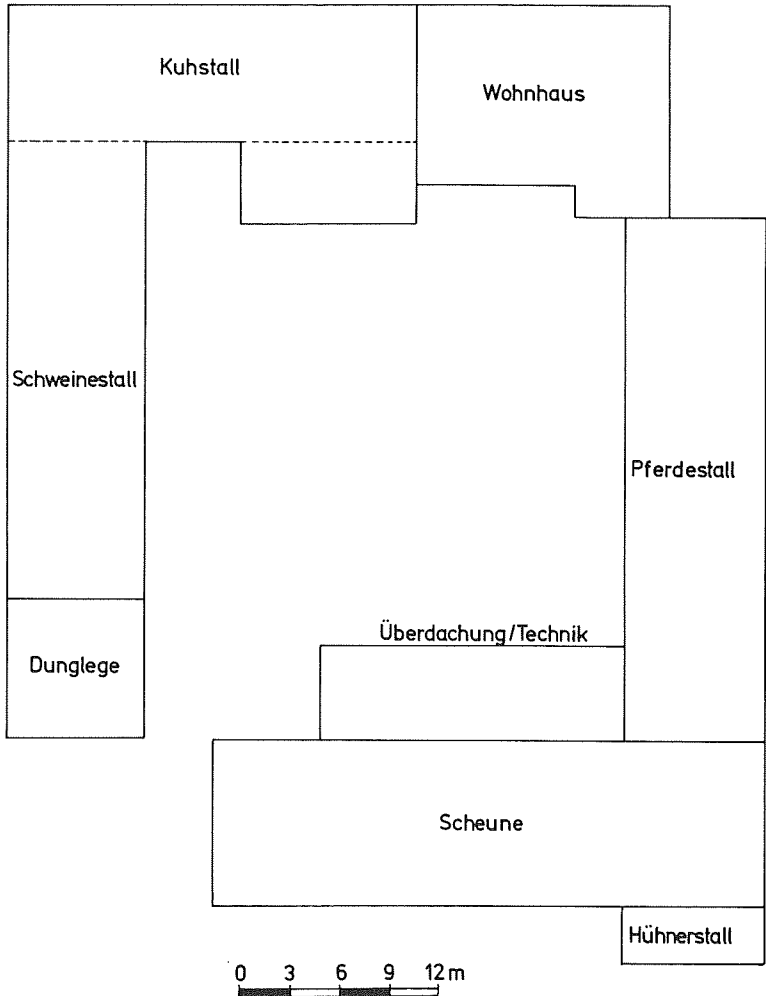 Kuhstall
Wohnhaus
Schweinestall
Pferdestall
Überdachung/Technik
Dunglege
Scheune
Hühnerstall
0 3 6 9 12 m